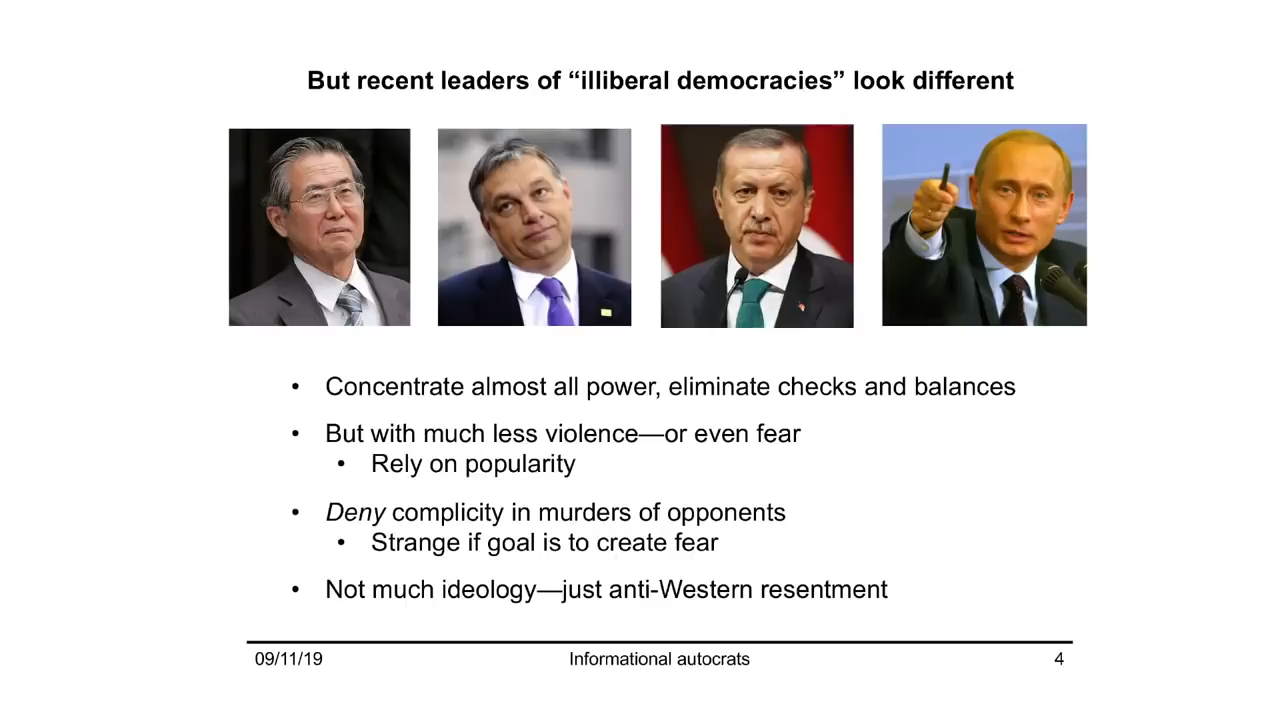 But recent leaders of “illiberal democracies” look different
• Concentrate almost all power, eliminate checks and balances
• But with much less violence—or even fear
• Rely on popularity
• Deny complicity in murders of opponents
• Strange if goal is to create fear
• Not much ideology—just anti-Western resentment
09/11/19 Informational autocrats 4